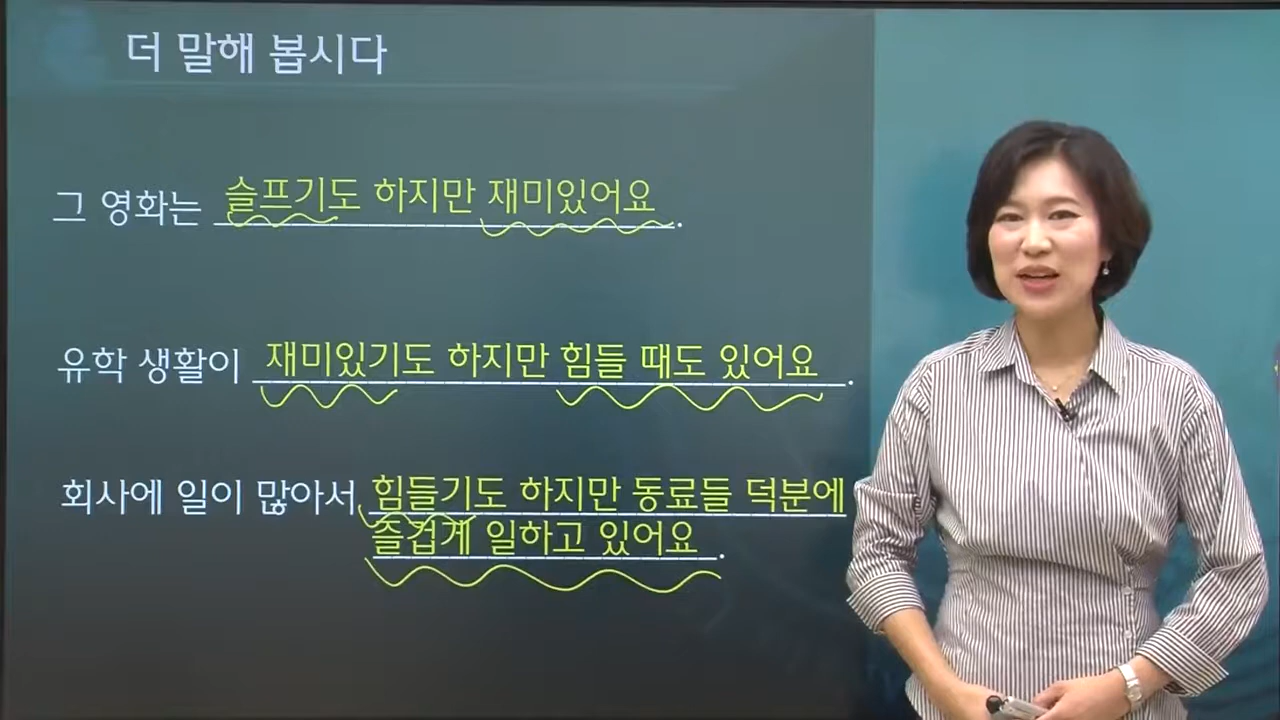 더 말해 봅시다
그 영화는 슬프기도 하지만 재미있어요.
유학 생활이 재미있기도 하지만 힘들 때도 있어요.
회사에 일이 많아서 힘들기도 하지만 동료들 덕분에
즐겁게 일하고 있어요.